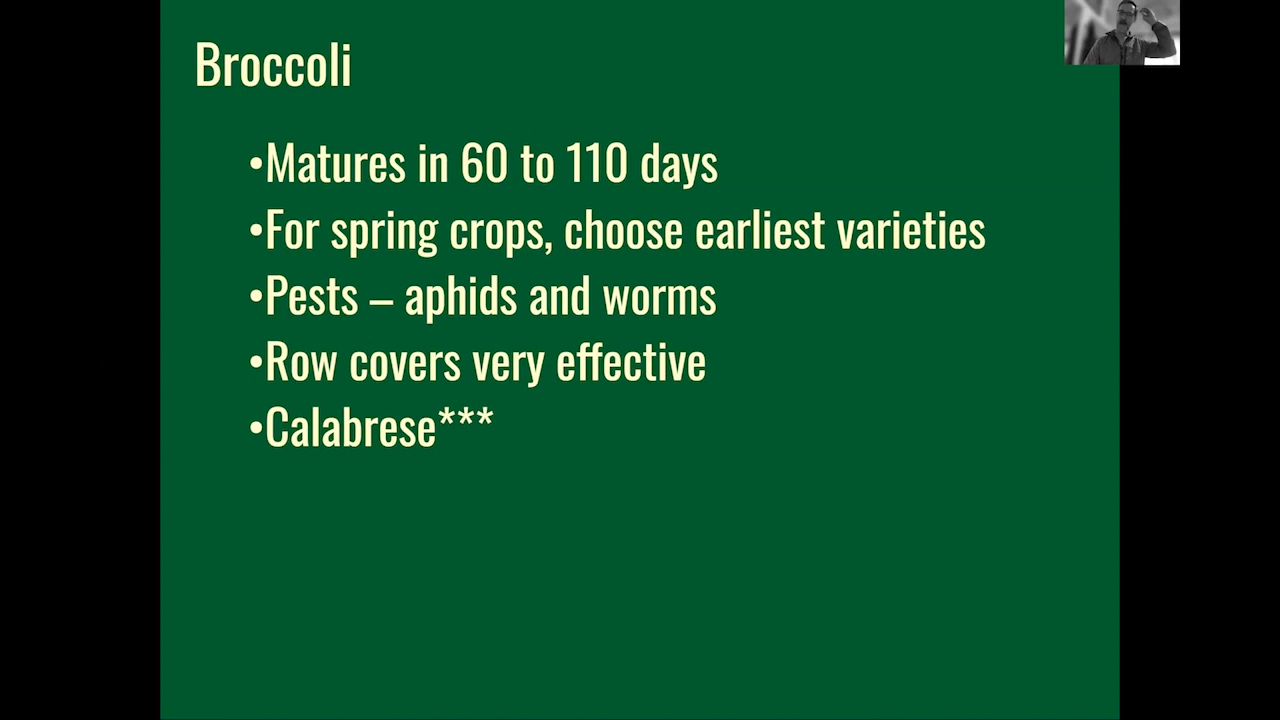 Broccoli
•Matures in 60 to 110 days
•For spring crops, choose earliest varieties
•Pests – aphids and worms
•Row covers very effective
•Calabrese***